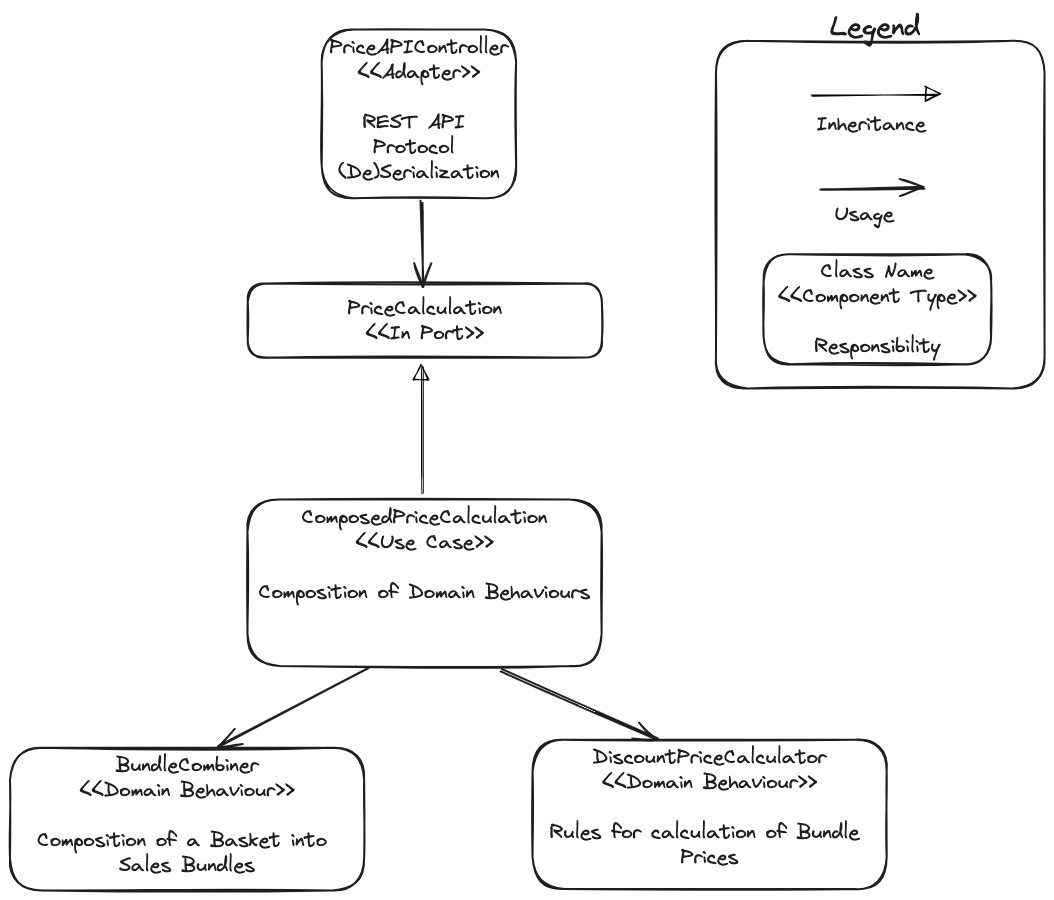 PriceAPIController
<<Adapter>>
REST API
Protocol
(De)Serialization
PriceCalculation
<<In Port>>
ComposedPriceCalculation
<<Use Case>>
Composition of Domain Behaviours
BundleCombiner
<<Domain Behaviour>>
Composition of a Basket into
Sales Bundles
DiscountPriceCalculator
<<Domain Behaviour>>
Rules for calculation of Bundle
Prices
Legend
Inheritance
Usage
Class Name
<<Component Type>>
Responsibility